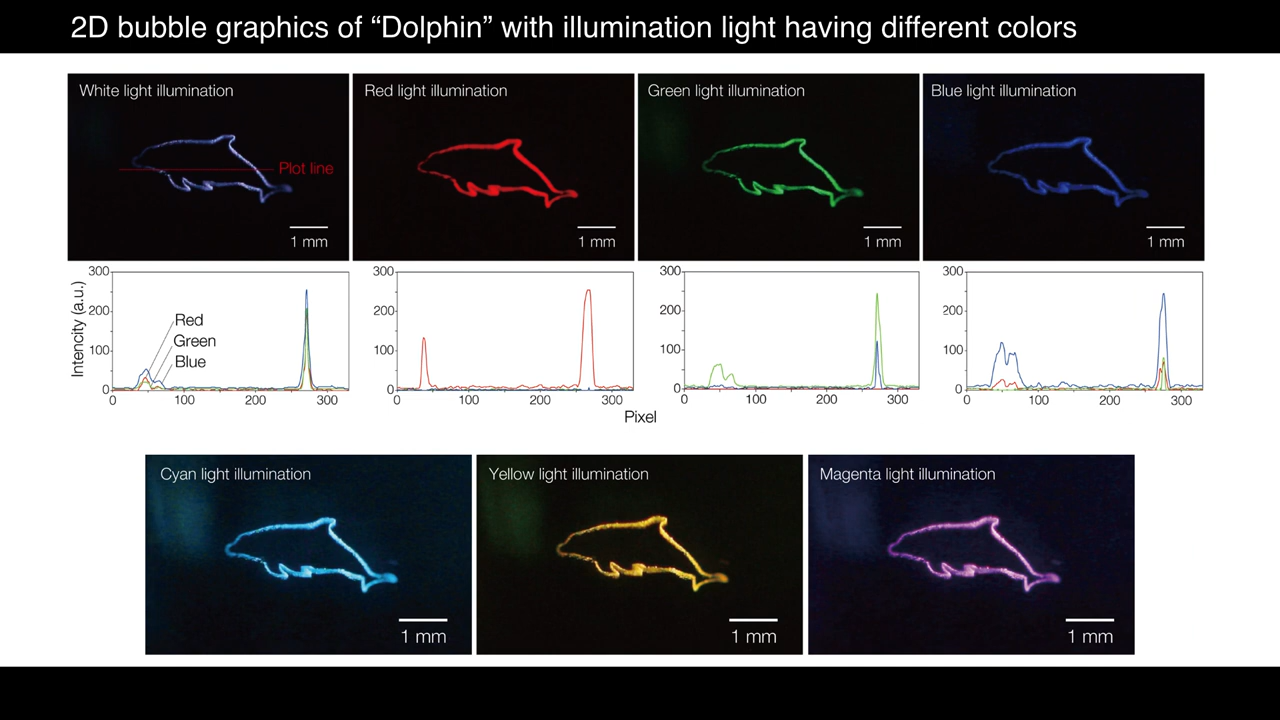 2D bubble graphics of “Dolphin” with illumination light having different colors
White light illumination
Red light illumination
Green light illumination
Blue light illumination
Plot line
1 mm
1 mm
1 mm
1 mm
Intencity (a.u.)
300
200
100
0
Red
Green
Blue
0 100 200 300
300
200
100
0
0 100 200 300
300
200
100
0
0 100 200 300
300
200
100
0
0 100 200 300
Pixel
Cyan light illumination
Yellow light illumination
Magenta light illumination
1 mm
1 mm
1 mm